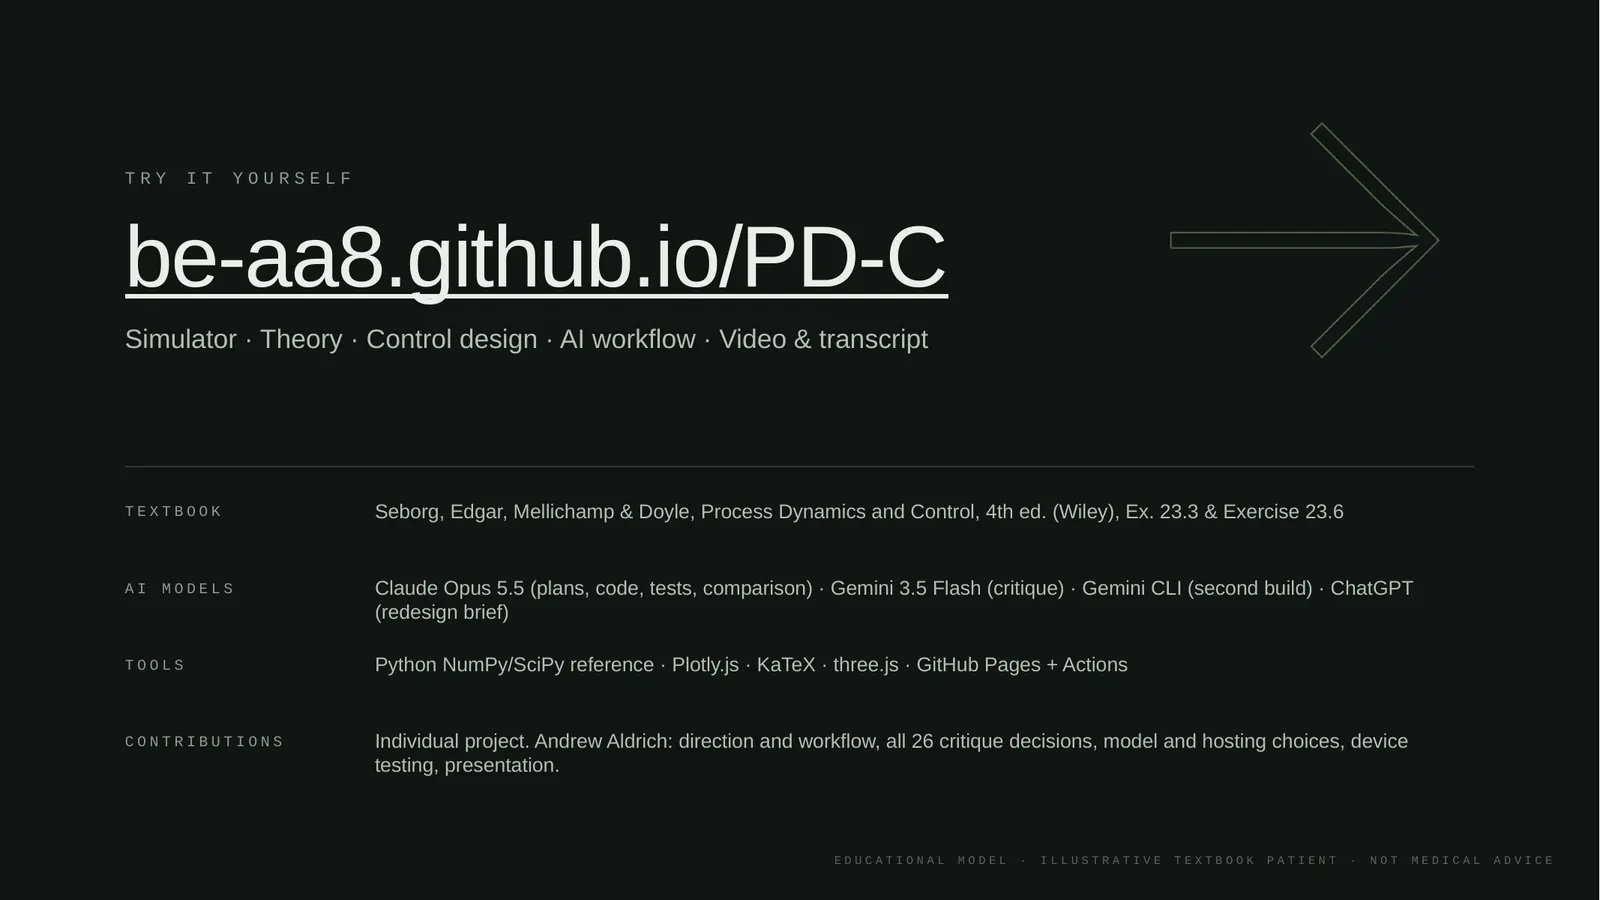 TRY IT YOURSELF
be-aa8.github.io/PD-C
Simulator · Theory · Control design · AI workflow · Video & transcript
TEXTBOOK
Seborg, Edgar, Mellichamp & Doyle, Process Dynamics and Control, 4th ed. (Wiley), Ex. 23.3 & Exercise 23.6
AI MODELS
Claude Opus 5.5 (plans, code, tests, comparison) · Gemini 3.5 Flash (critique) · Gemini CLI (second build) · ChatGPT
(redesign brief)
TOOLS
Python NumPy/SciPy reference · Plotly.js · KaTeX · three.js · GitHub Pages + Actions
CONTRIBUTIONS
Individual project. Andrew Aldrich: direction and workflow, all 26 critique decisions, model and hosting choices, device
testing, presentation.
EDUCATIONAL MODEL · ILLUSTRATIVE TEXTBOOK PATIENT · NOT MEDICAL ADVICE